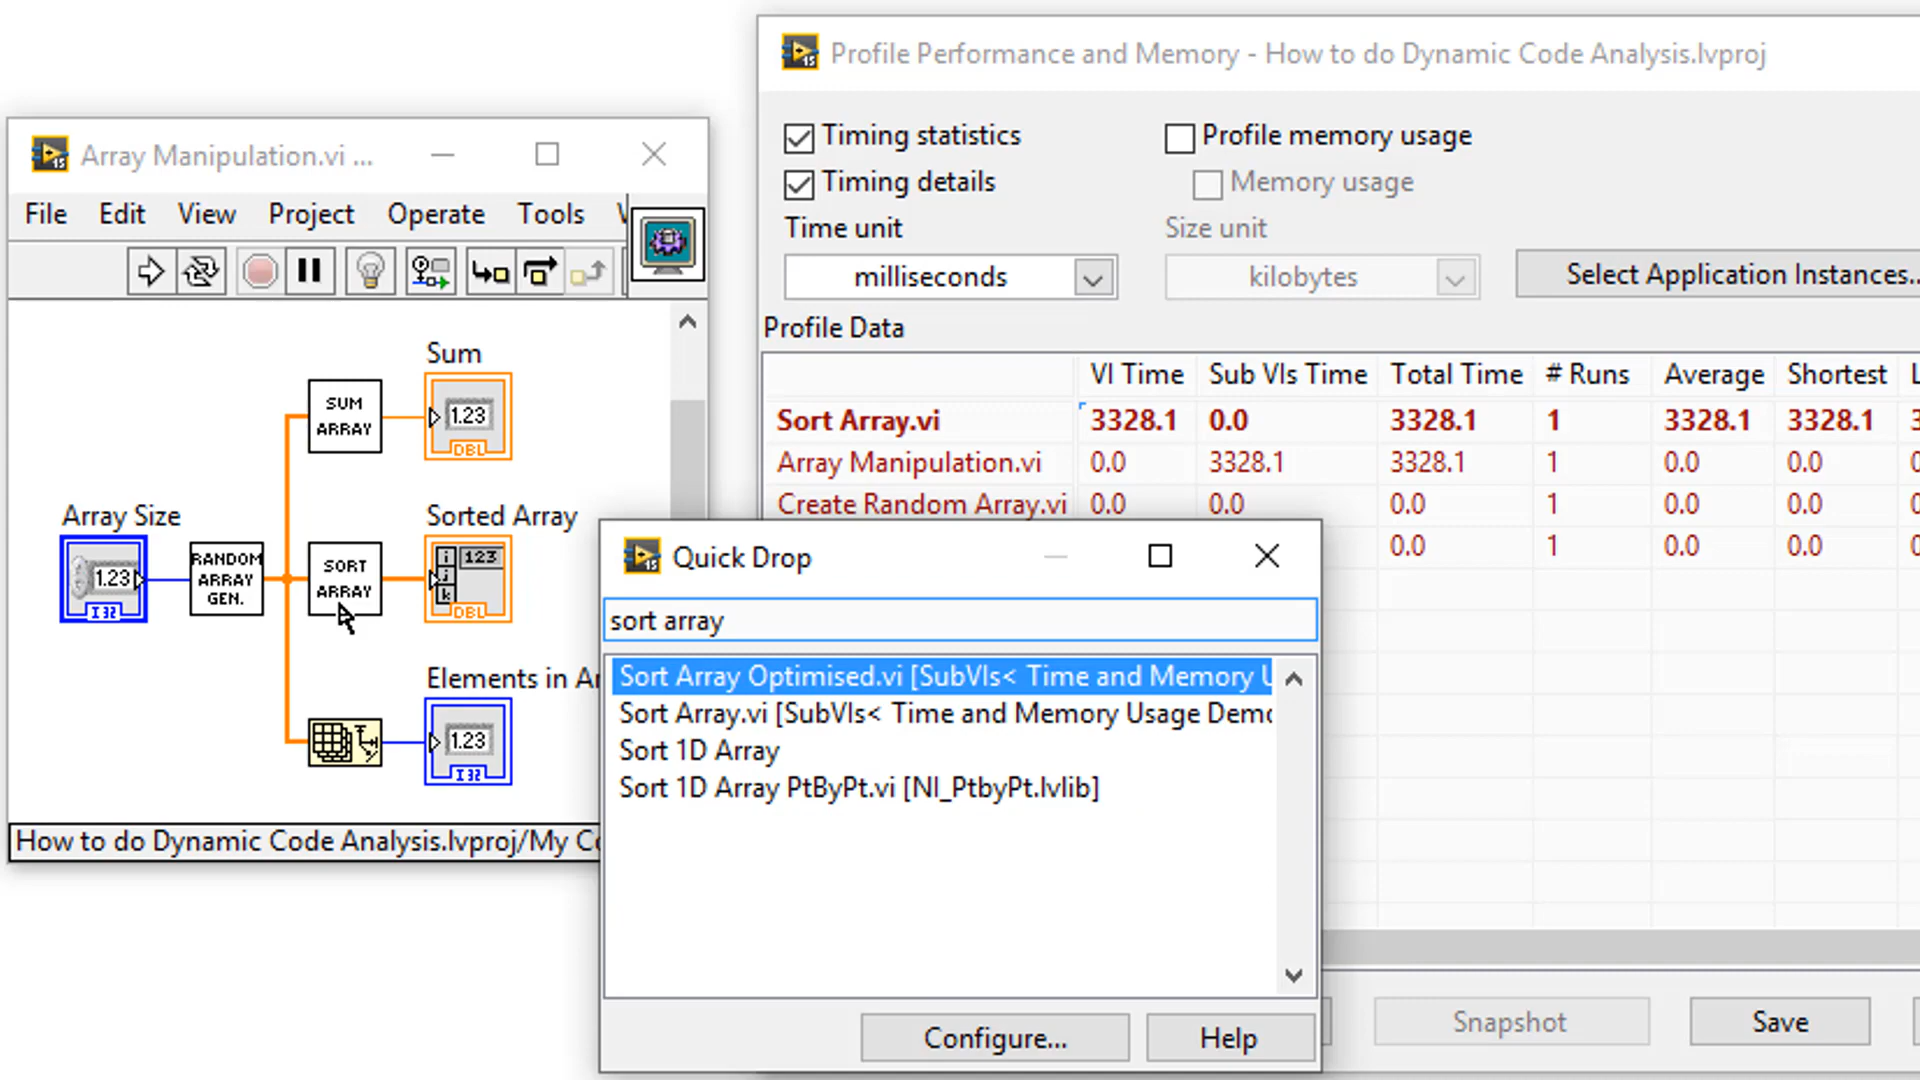 Array Manipulation.vi ...
File Edit View Project Operate Tools
Sum
SUM
ARRAY
1.23
DBL
Array Size
1.23
I32
RANDOM
ARRAY
GEN.
SORT
ARRAY
Sorted Array
i 123
j
k
DBL
Elements in
1.23
I32
How to do Dynamic Code Analysis.lvproj/My
Profile Performance and Memory - How to do Dynamic Code Analysis.lvproj
Timing statistics
Profile memory usage
Timing details
Memory usage
Time unit
Size unit
milliseconds
kilobytes
Select Application Instances...
Profile Data
VI Time Sub VIs Time Total Time # Runs Average Shortest
Sort Array.vi 3328.1 0.0 3328.1 1 3328.1 3328.1
Array Manipulation.vi 0.0 3328.1 3328.1 1 0.0 0.0
Create Random Array.vi 0.0 0.0 0.0 1 0.0 0.0
0.0 1 0.0 0.0
Quick Drop
sort array
Sort Array Optimised.vi [SubVIs< Time and Memory
Sort Array.vi [SubVIs< Time and Memory Usage Demo
Sort 1D Array
Sort 1D Array PtByPt.vi [NI_PtbyPt.lvlib]
Configure... Help
Snapshot Save